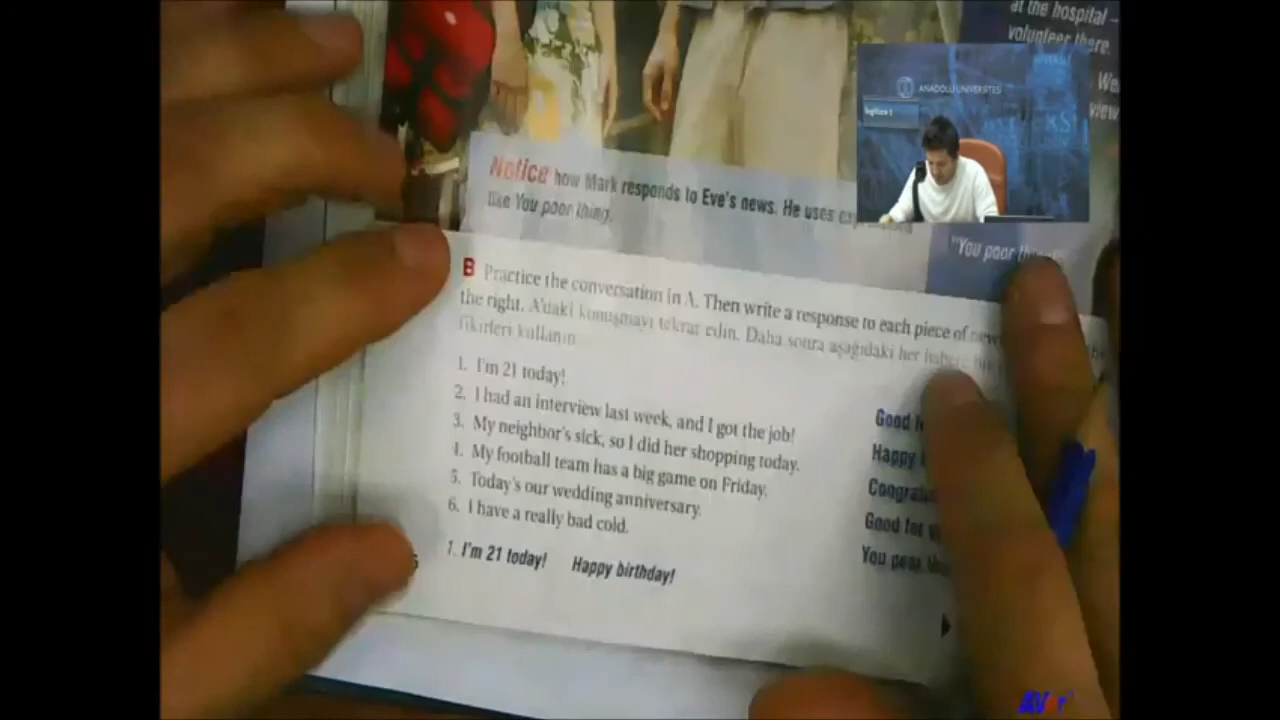 at the hospital –
volunteer there.
We
view
ANADOLU ÜNİVERSİTESİ
İngilizce I
Notice how Mark responds to Eve's news. He uses
like You poor thing.
"You poor
B Practice the conversation in A. Then write a response to each piece of
the right. A'daki konuşmayı tekrar edin. Daha sonra aşağıdaki her
fikirleri kullanın
1. I'm 21 today!
2. I had an interview last week, and I got the job!
3. My neighbor's sick, so I did her shopping today.
4. My football team has a big game on Friday.
5. Today's our wedding anniversary.
6. I have a really bad cold.
Good
Happy
Good for
You poor
1. I'm 21 today! Happy birthday!